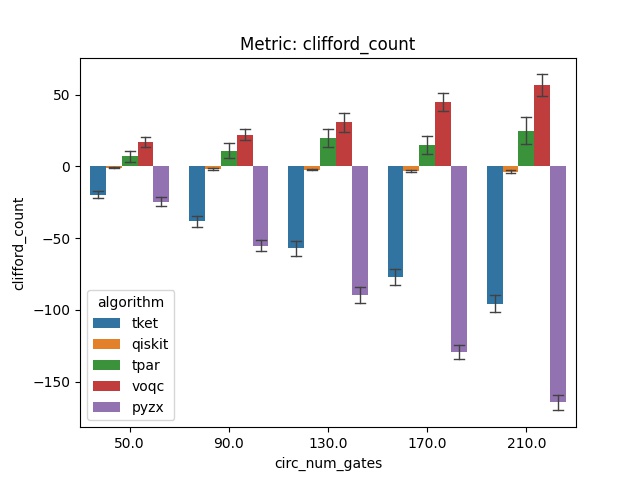 Metric: clifford_count
clifford_count
50
0
−50
−100
−150
algorithm
tket
qiskit
tpar
voqc
pyzx
50.0 90.0 130.0 170.0 210.0
circ_num_gates